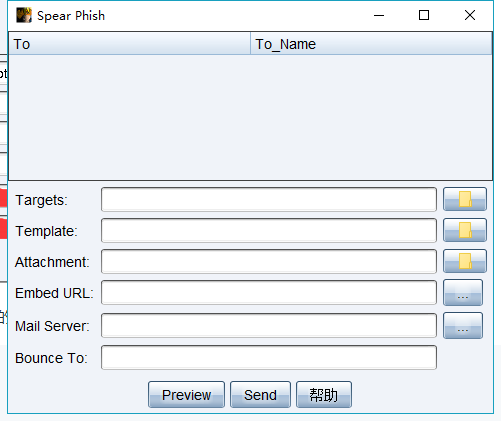 Spear Phish
To To_Name
Targets:
Template:
Attachment:
Embed URL:
...
Mail Server:
...
Bounce To:
Preview Send 帮助